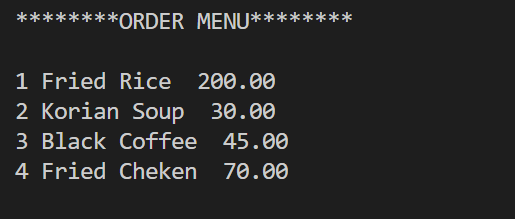 ********ORDER MENU********
1 Fried Rice  200.00
2 Korian Soup  30.00
3 Black Coffee  45.00
4 Fried Cheken  70.00